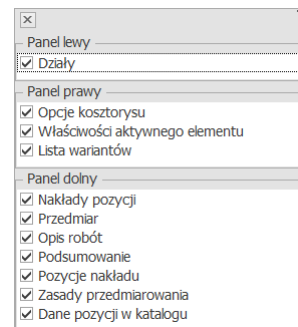 Panel lewy
Działy
Panel prawy
Opcje kosztorysu
Właściwości aktywnego elementu
Lista wariantów
Panel dolny
Nakłady pozycji
Przedmiar
Opis robót
Podsumowanie
Pozycje nakładu
Zasady przedmiarowania
Dane pozycji w katalogu